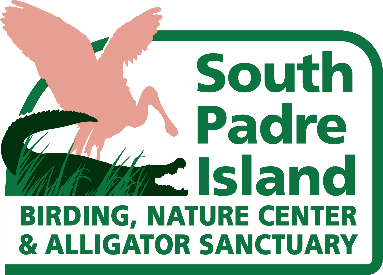 South
Padre
Island
BIRDING, NATURE CENTER
& ALLIGATOR SANCTUARY